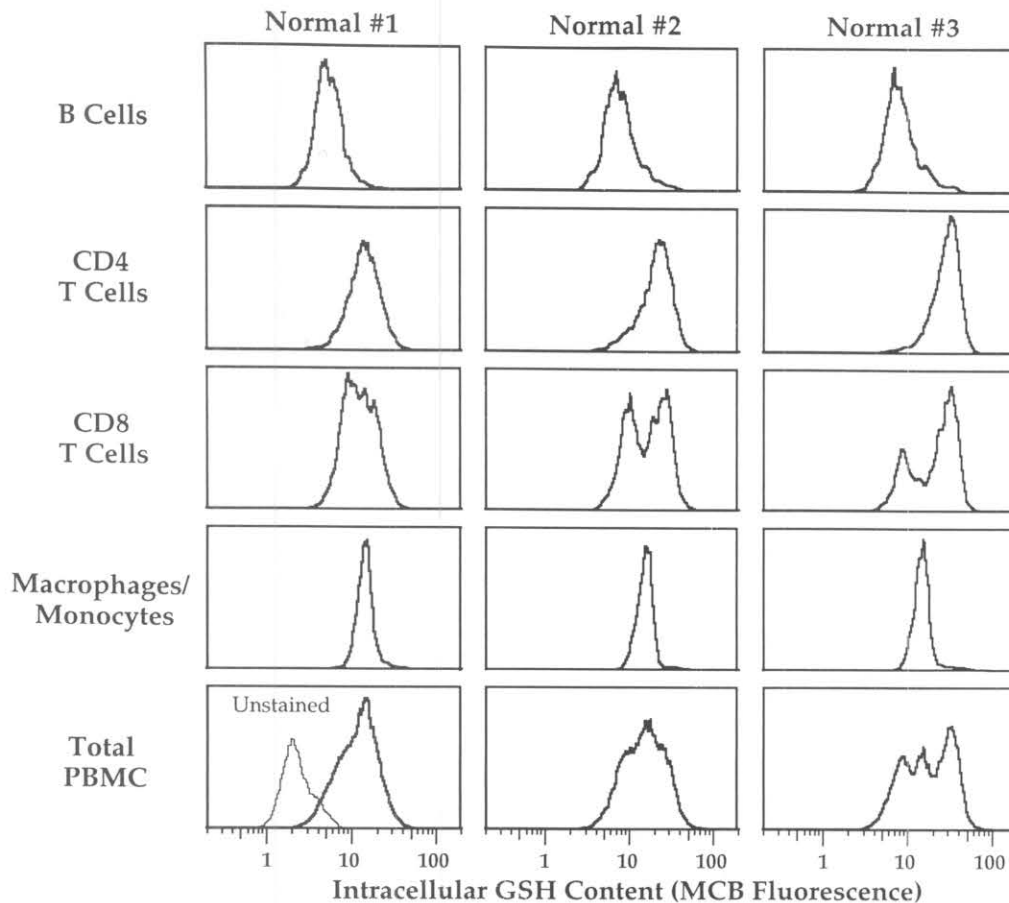 Normal #1
Normal #2
Normal #3
B Cells
CD4
T Cells
CD8
T Cells
Macrophages/
Monocytes
Total
PBMC
Unstained
1 10 100
1 10 100
1 10 100
Intracellular GSH Content (MCB Fluorescence)